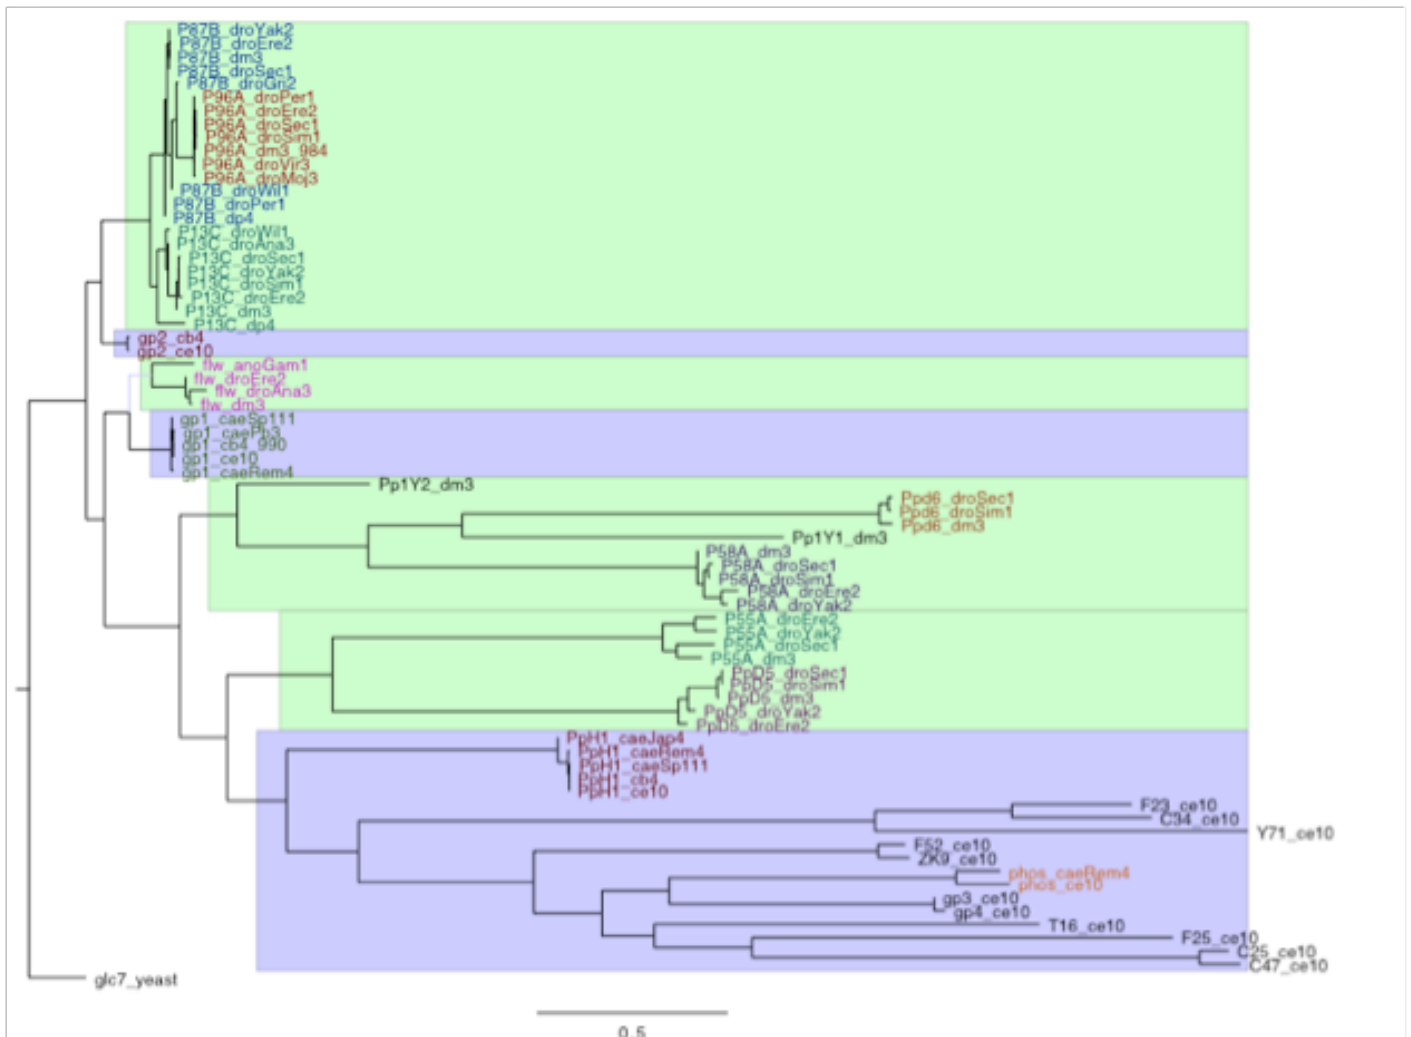 P87B_droYak2
P87B_droEre2
P87B_dm3
P87B_droSec1
P87B_droGri2
P96A_droPer1
P96A_droEre2
P96A_droSec1
P96A_droSim1
P96A_dm3_984
P96A_droVir3
P96A_droMoj3
P87B_droWil1
P87B_droPer1
P87B_dp4
P13C_droWil1
P13C_droAna3
P13C_droSec1
P13C_droYak2
P13C_droSim1
P13C_droEre2
P13C_dm3
P13C_dp4
gp2_cb4
gp2_ce10
flw_anoGam1
flw_droEre2
flw_droAna3
flw_dm3
gp1_caeSp111
gp1_caePb3
gp1_cb4_990
gp1_ce10
gp1_caeRem4
Pp1Y2_dm3
Ppd6_droSec1
Ppd6_droSim1
Ppd6_dm3
Pp1Y1_dm3
P58A_dm3
P58A_droSec1
P58A_droSim1
P58A_droEre2
P58A_droYak2
P55A_droEre2
P55A_droYak2
P55A_droSec1
P55A_dm3
PpD5_droSec1
PpD5_droSim1
PpD5_dm3
PpD5_droYak2
PpD5_droEre2
PpH1_caeJap4
PpH1_caeRem4
PpH1_caeSp111
PpH1_cb4
PpH1_ce10
F23_ce10
C34_ce10
Y71_ce10
F52_ce10
ZK9_ce10
phos_caeRem4
phos_ce10
gp3_ce10
gp4_ce10
T16_ce10
F25_ce10
C25_ce10
C47_ce10
glc7_yeast
0.5